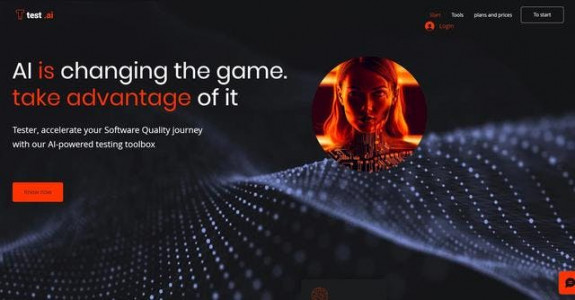 test .ai
Start
Tools
plans and prices
To start
Login
AI is changing the game.
take advantage of it
Tester, accelerate your Software Quality journey
with our AI-powered testing toolbox
Know now